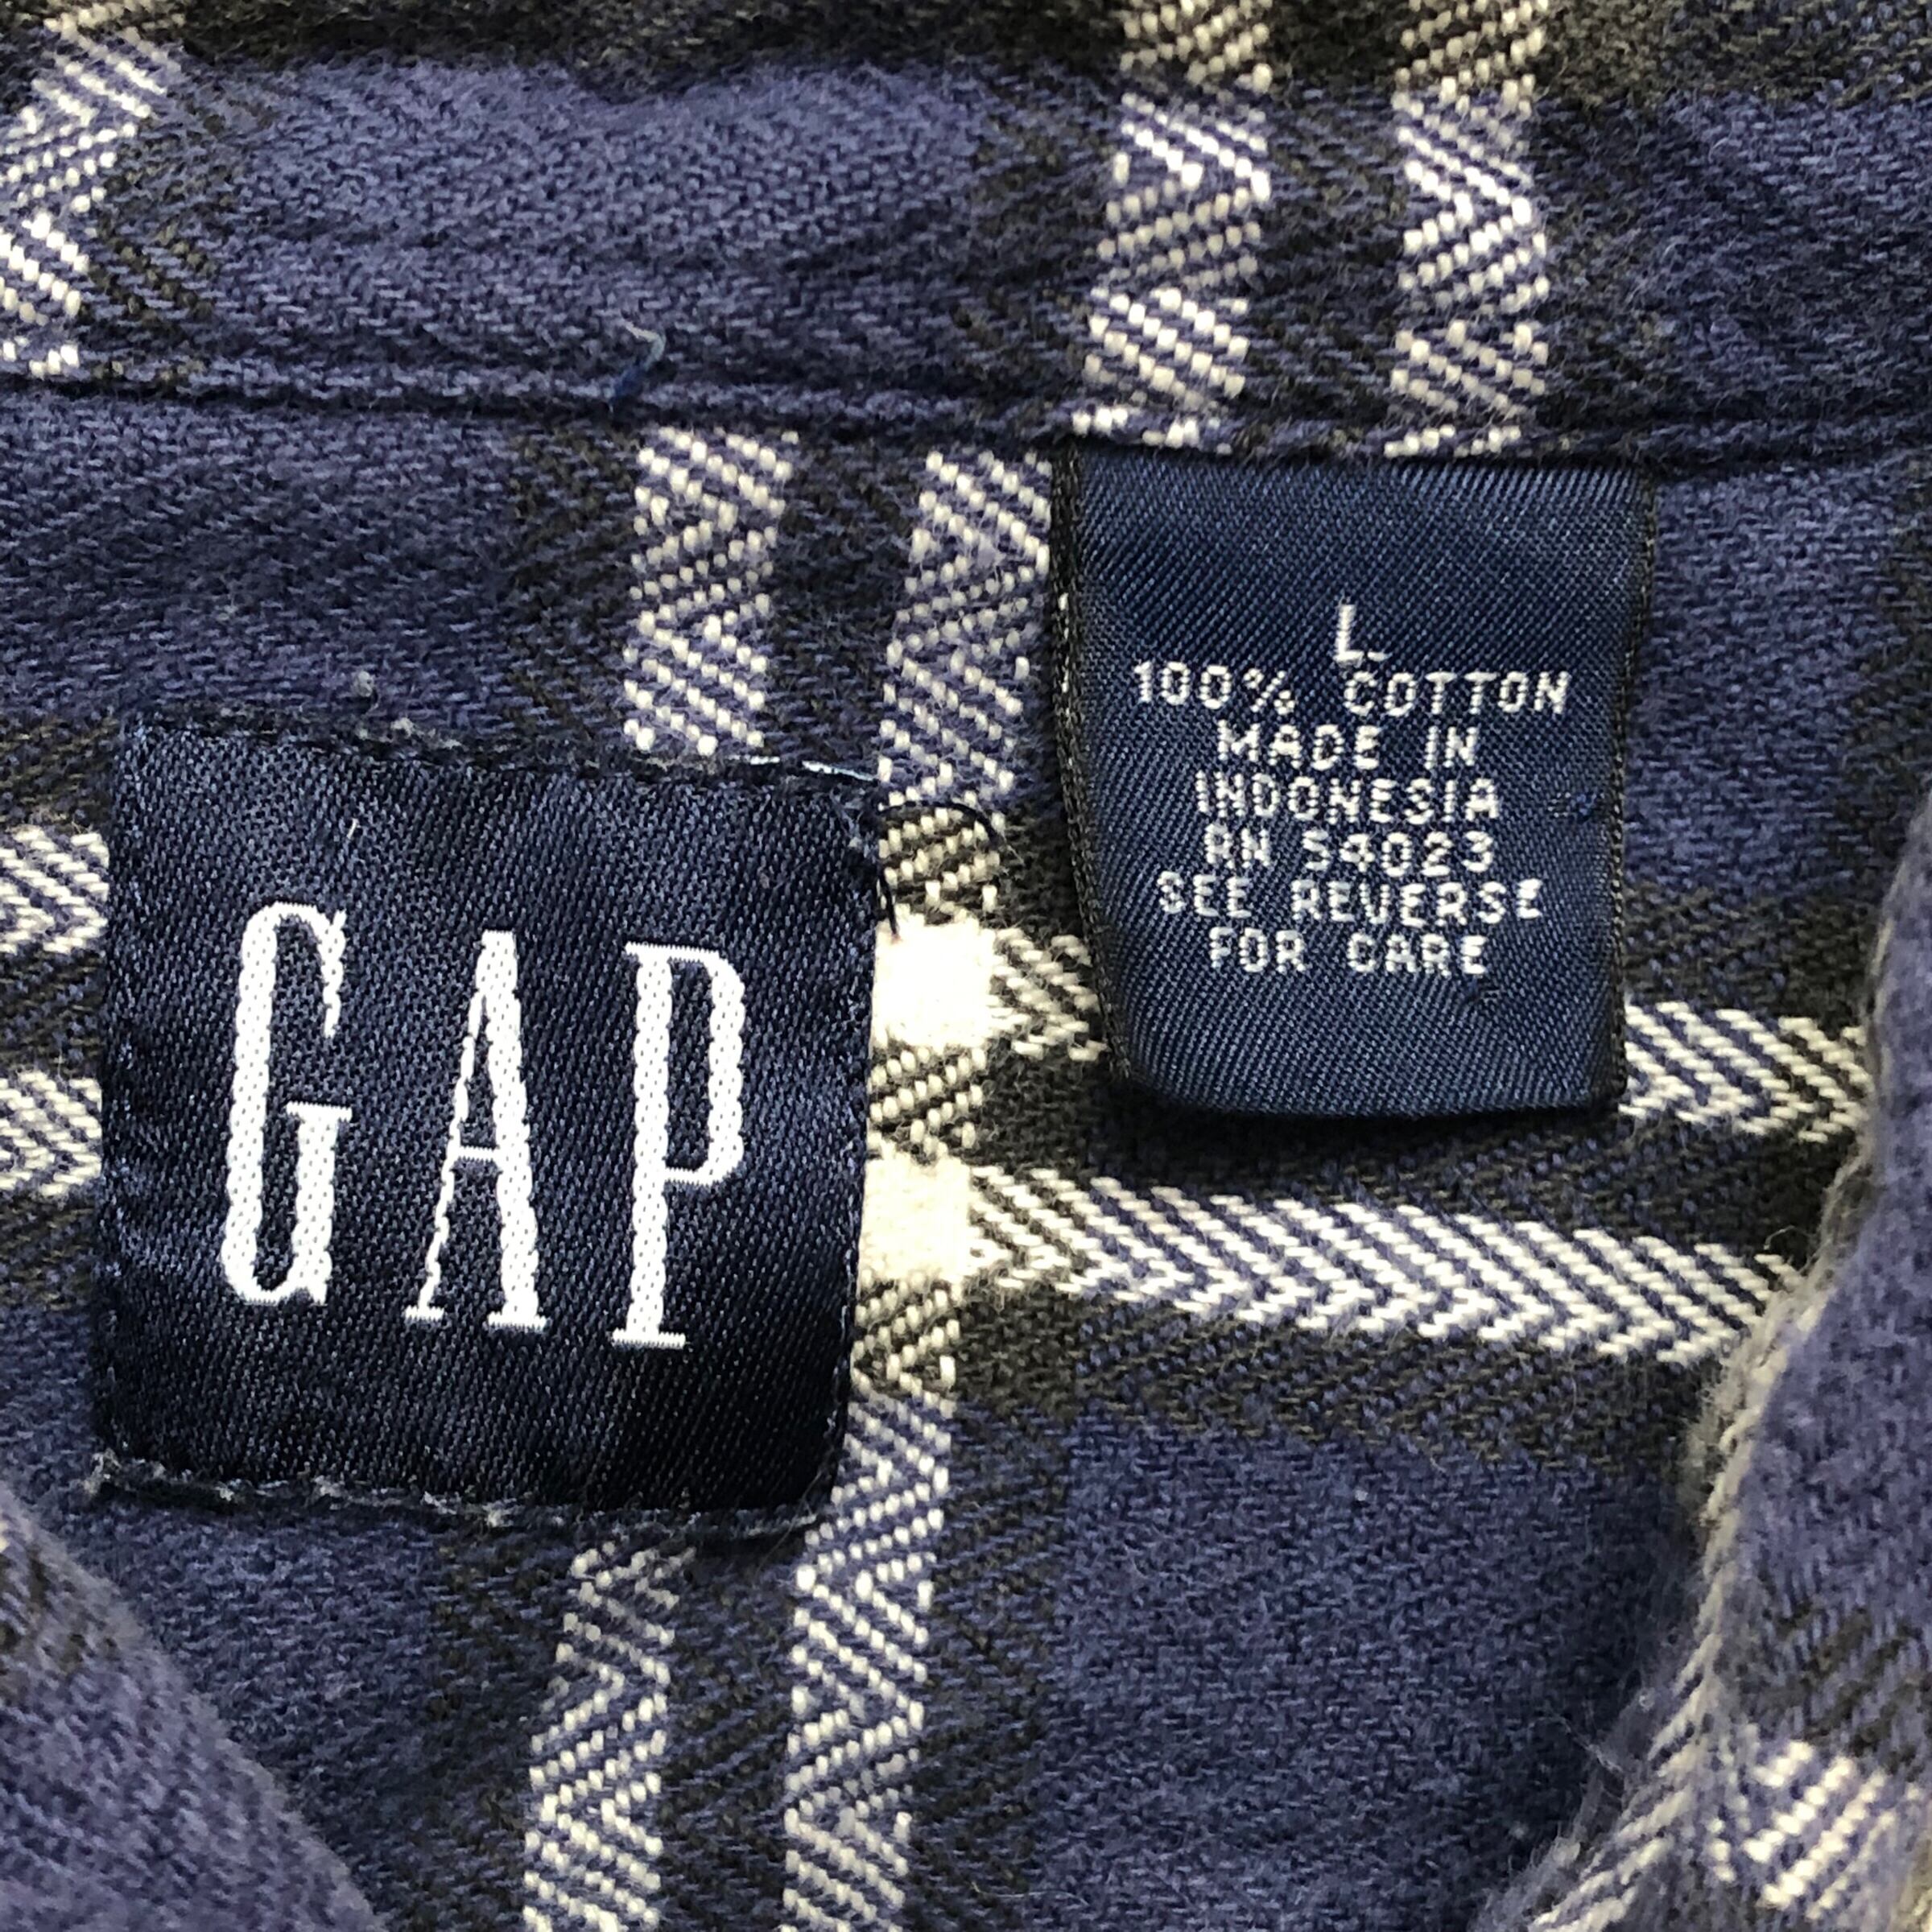 GAP
L.
100% COTTON
MADE IN
INDONESIA
RN 54023
SEE REVERSE
FOR CARE